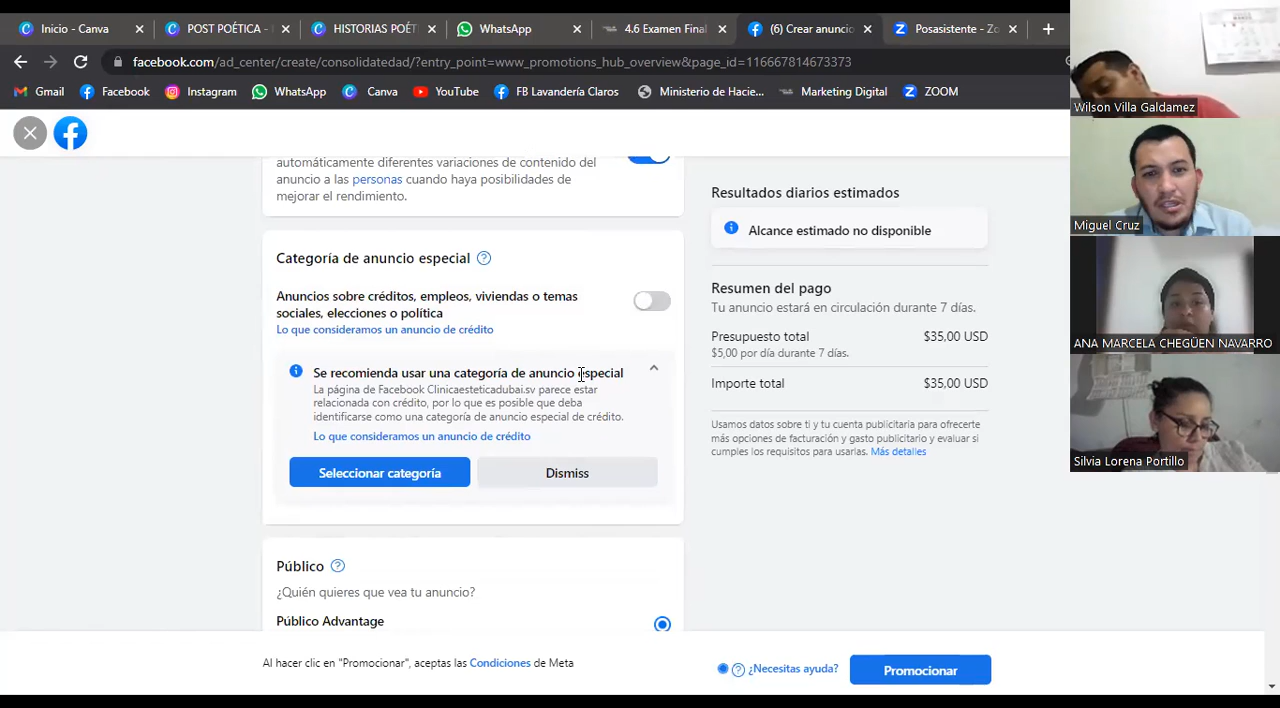 Inicio - Canva
POST POÉTICA -
HISTORIAS POÉT
WhatsApp
4.6 Examen Final
(6) Crear anuncio
Posasistente - Zo
facebook.com/ad_center/create/consolidatedad/?entry_point=www_promotions_hub_overview&page_id=116667814673373
Gmail
Facebook
Instagram
WhatsApp
Canva
YouTube
FB Lavandería Claros
Ministerio de Hacie...
Marketing Digital
ZOOM
automáticamente diferentes variaciones de contenido del
anuncio a las personas cuando haya posibilidades de
mejorar el rendimiento.
Categoría de anuncio especial
Anuncios sobre créditos, empleos, viviendas o temas
sociales, elecciones o política
Lo que consideramos un anuncio de crédito
Se recomienda usar una categoría de anuncio especial
La página de Facebook Clinicaesteticadubai.sv parece estar
relacionada con crédito, por lo que es posible que deba
identificarse como una categoría de anuncio especial de crédito.
Lo que consideramos un anuncio de crédito
Seleccionar categoría
Dismiss
Público
¿Quién quieres que vea tu anuncio?
Público Advantage
Resultados diarios estimados
Alcance estimado no disponible
Resumen del pago
Tu anuncio estará en circulación durante 7 días.
Presupuesto total $35,00 USD
$5,00 por día durante 7 días.
Importe total $35,00 USD
Usamos datos sobre ti y tu cuenta publicitaria para ofrecerte
más opciones de facturación y gasto publicitario y evaluar si
cumples los requisitos para usarlas. Más detalles
Al hacer clic en "Promocionar", aceptas las Condiciones de Meta
¿Necesitas ayuda?
Promocionar
Wilson Villa Galdamez
Miguel Cruz
ANA MARCELA CHEGÜEN NAVARRO
Silvia Lorena Portillo